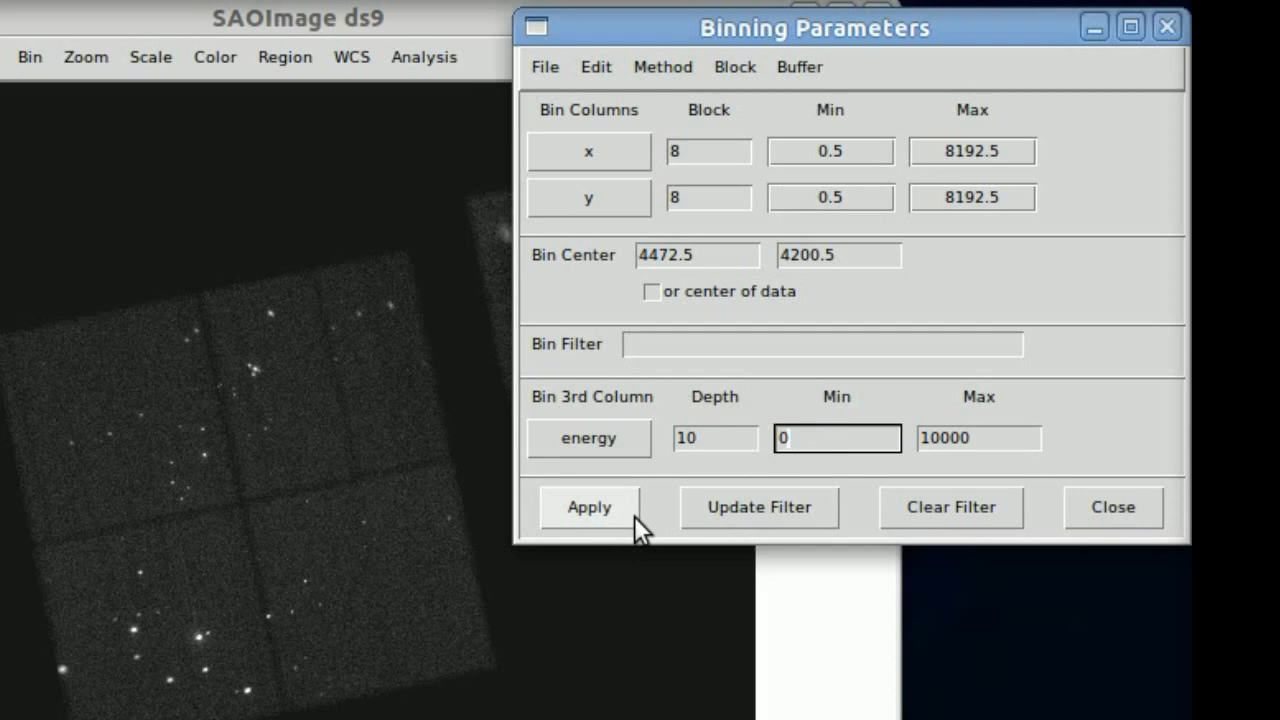 SAOImage ds9
Bin Zoom Scale Color Region WCS Analysis
Binning Parameters
File Edit Method Block Buffer
Bin Columns Block Min Max
x 8 0.5 8192.5
y 8 0.5 8192.5
Bin Center 4472.5 4200.5
or center of data
Bin Filter
Bin 3rd Column Depth Min Max
energy 10 0 10000
Apply Update Filter Clear Filter Close